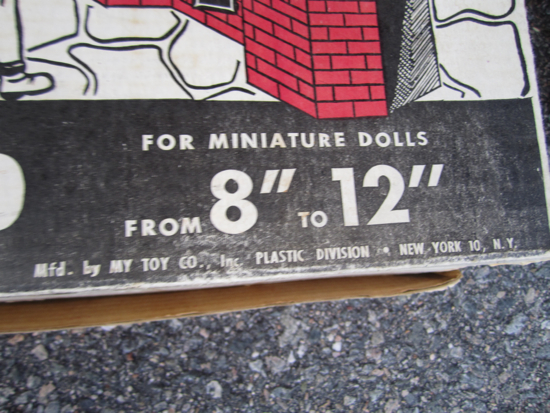 FOR MINIATURE DOLLS
FROM 8" TO 12"
Mfd. by MY TOY CO., Inc. PLASTIC DIVISION • NEW YORK 10, N.Y.